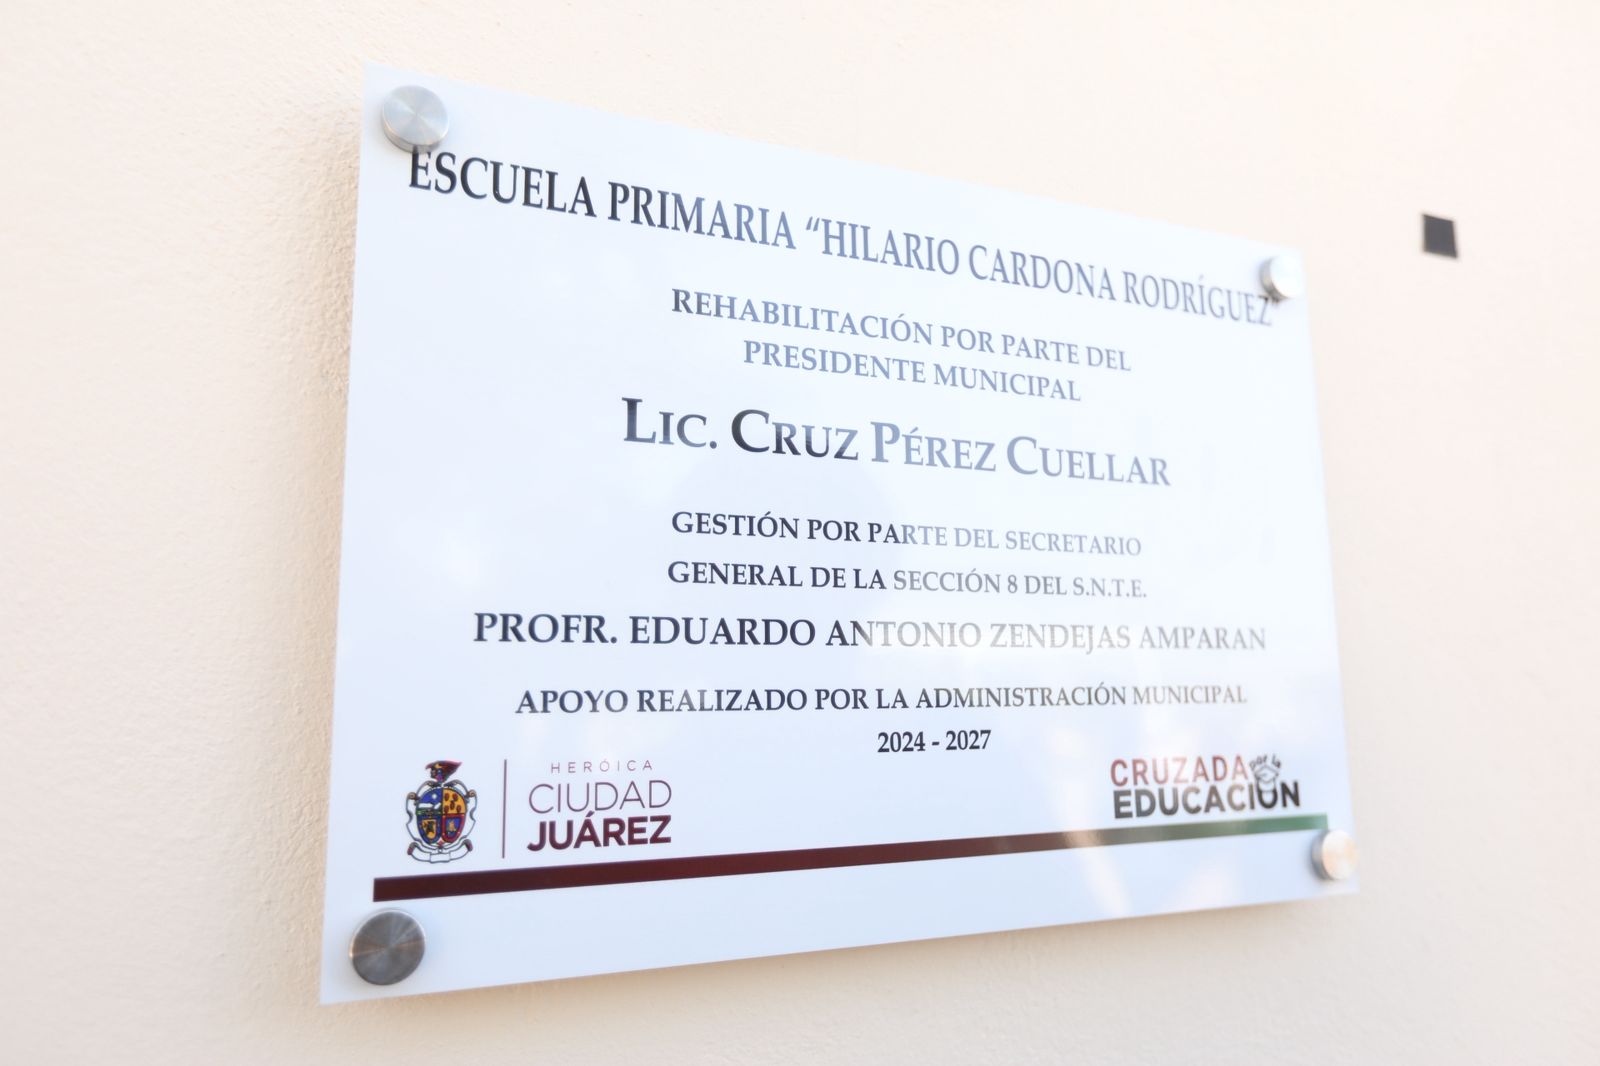 ESCUELA PRIMARIA “HILARIO CARDONA RODRÍGUEZ”
REHABILITACIÓN POR PARTE DEL
PRESIDENTE MUNICIPAL
LIC. CRUZ PÉREZ CUELLAR
GESTIÓN POR PARTE DEL SECRETARIO
GENERAL DE LA SECCIÓN 8 DEL S.N.T.E.
PROFR. EDUARDO ANTONIO ZENDEJAS AMPARAN
APOYO REALIZADO POR LA ADMINISTRACIÓN MUNICIPAL
2024 - 2027
HERÓICA
CIUDAD
JUÁREZ
CRUZADA por la
EDUCACIÓN